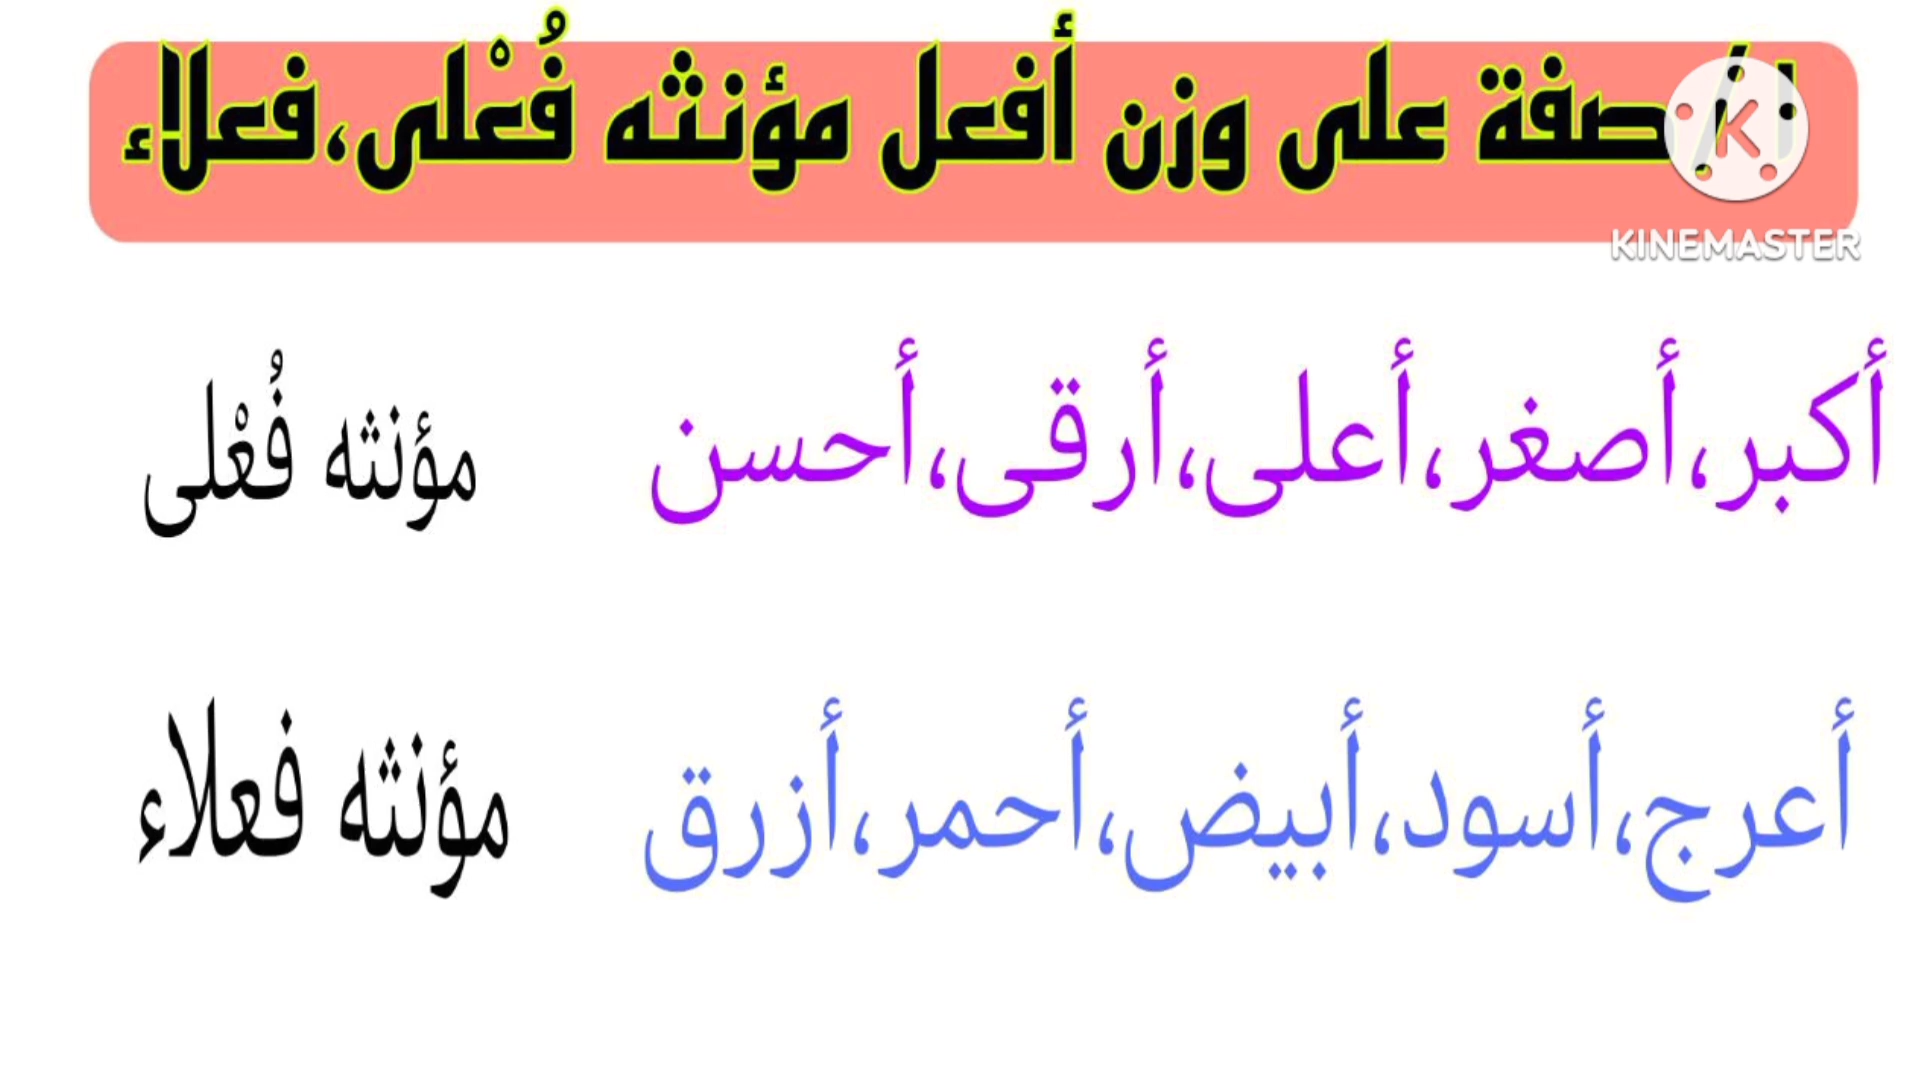 ١/ صفة على وزن أفعل مؤنثه فُعْلى،فعلاء
KINEMASTER
أكبر،أصغر،أعلى،أرقى،أحسن مؤنثه فُعْلى
أعرج،أسود،أبيض،أحمر،أزرق مؤنثه فعلاء